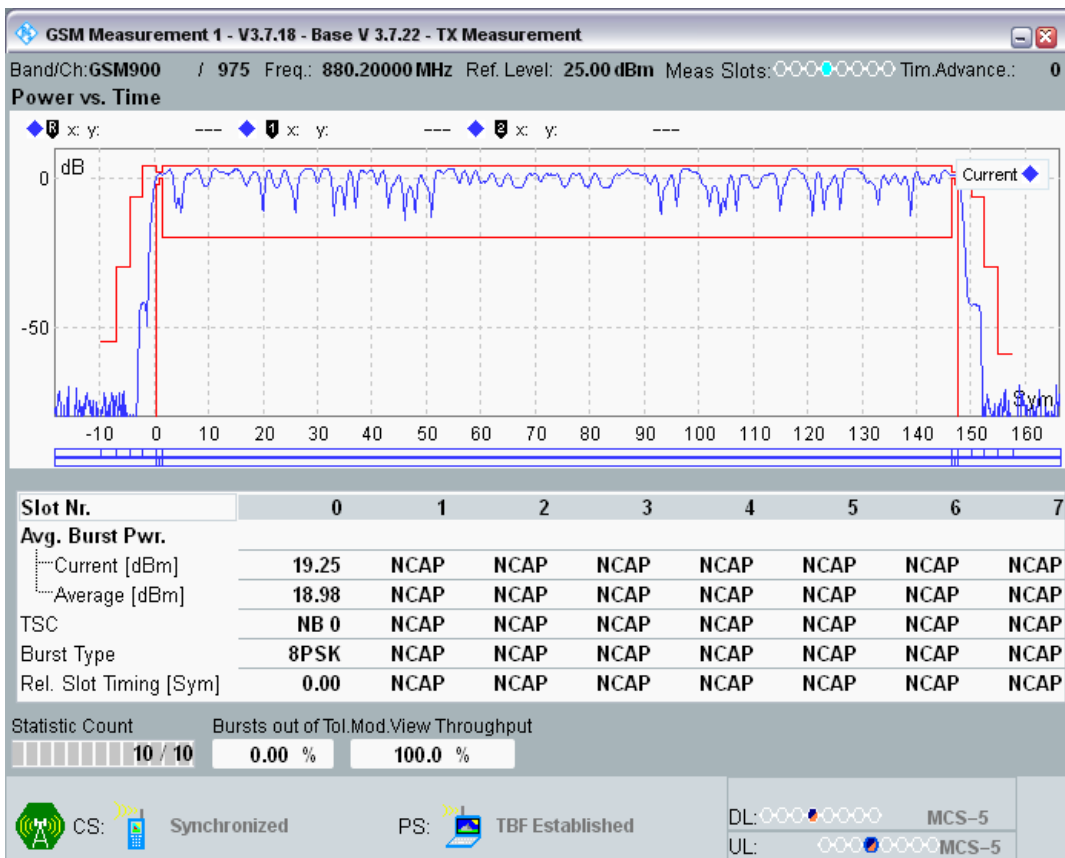 GSM Measurement 1 - V3.7.18 - Base V 3.7.22 - TX Measurement
Band/Ch:GSM900 / 975 Freq.: 880.20000 MHz Ref. Level: 25.00 dBm Meas Slots: Tim.Advance.: 0
Power vs. Time
R x: y: --- 1 x: y: --- 2 x: y: ---
dB
Current
0
-50
Sym
-10 0 10 20 30 40 50 60 70 80 90 100 110 120 130 140 150 160
Slot Nr. 0 1 2 3 4 5 6 7
Avg. Burst Pwr.
Current [dBm] 19.25 NCAP NCAP NCAP NCAP NCAP NCAP NCAP
Average [dBm] 18.98 NCAP NCAP NCAP NCAP NCAP NCAP NCAP
TSC NB 0 NCAP NCAP NCAP NCAP NCAP NCAP NCAP
Burst Type 8PSK NCAP NCAP NCAP NCAP NCAP NCAP NCAP
Rel. Slot Timing [Sym] 0.00 NCAP NCAP NCAP NCAP NCAP NCAP NCAP
Statistic Count Bursts out of Tol.Mod.View Throughput
10 / 10 0.00 % 100.0 %
CS: Synchronized PS: TBF Established DL: MCS-5
UL: MCS-5